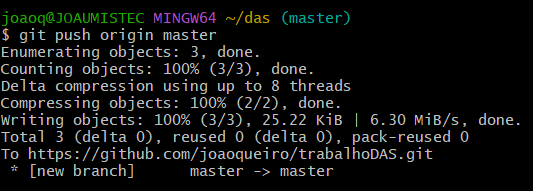 joaoq@JOAUMISTEC MINGW64 ~/das (master)
$ git push origin master
Enumerating objects: 3, done.
Counting objects: 100% (3/3), done.
Delta compression using up to 8 threads
Compressing objects: 100% (2/2), done.
Writing objects: 100% (3/3), 25.22 KiB | 6.30 MiB/s, done.
Total 3 (delta 0), reused 0 (delta 0), pack-reused 0
To https://github.com/joaoqueiro/trabalhoDAS.git
 * [new branch]      master -> master